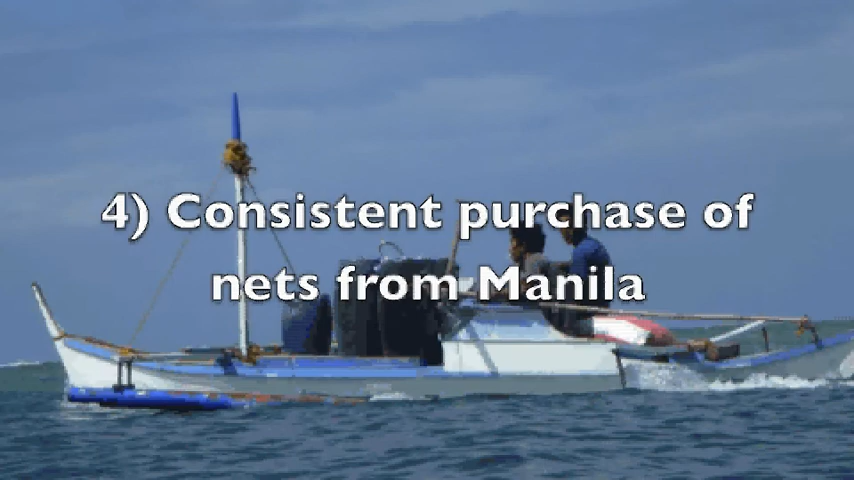 4) Consistent purchase of
nets from Manila